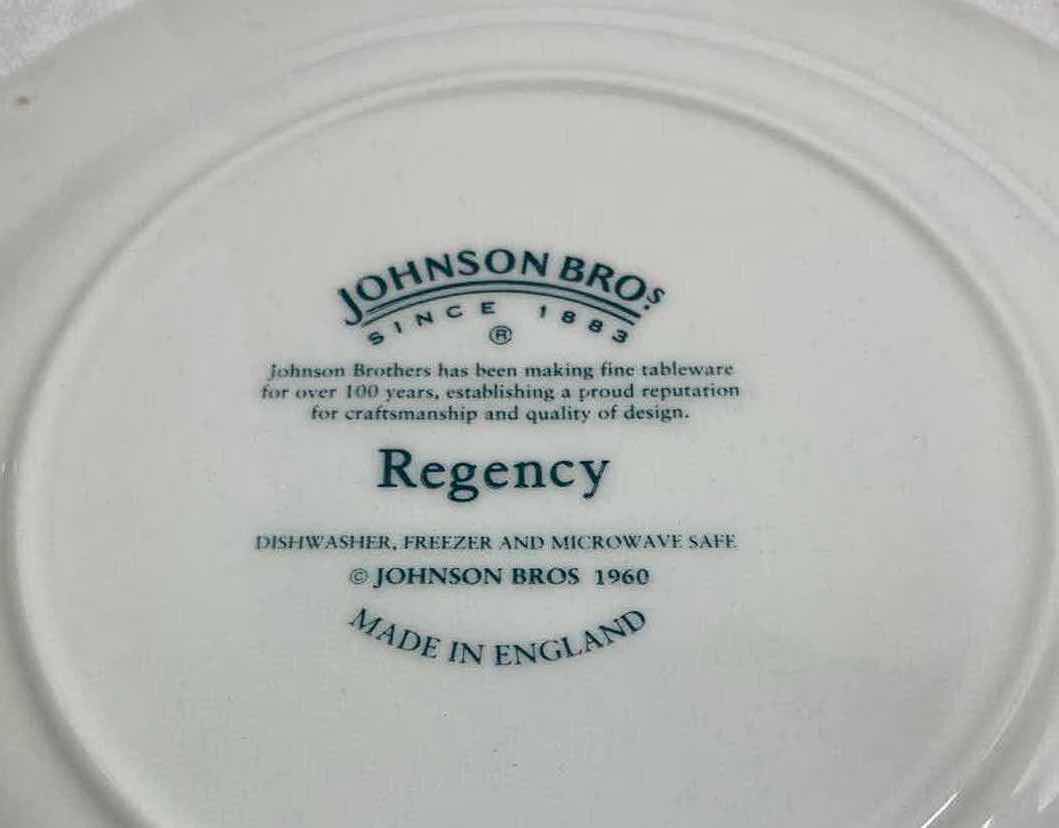 JOHNSON BROS.
SINCE 1883
®
Johnson Brothers has been making fine tableware
for over 100 years, establishing a proud reputation
for craftsmanship and quality of design.
Regency
DISHWASHER, FREEZER AND MICROWAVE SAFE
© JOHNSON BROS 1960
MADE IN ENGLAND